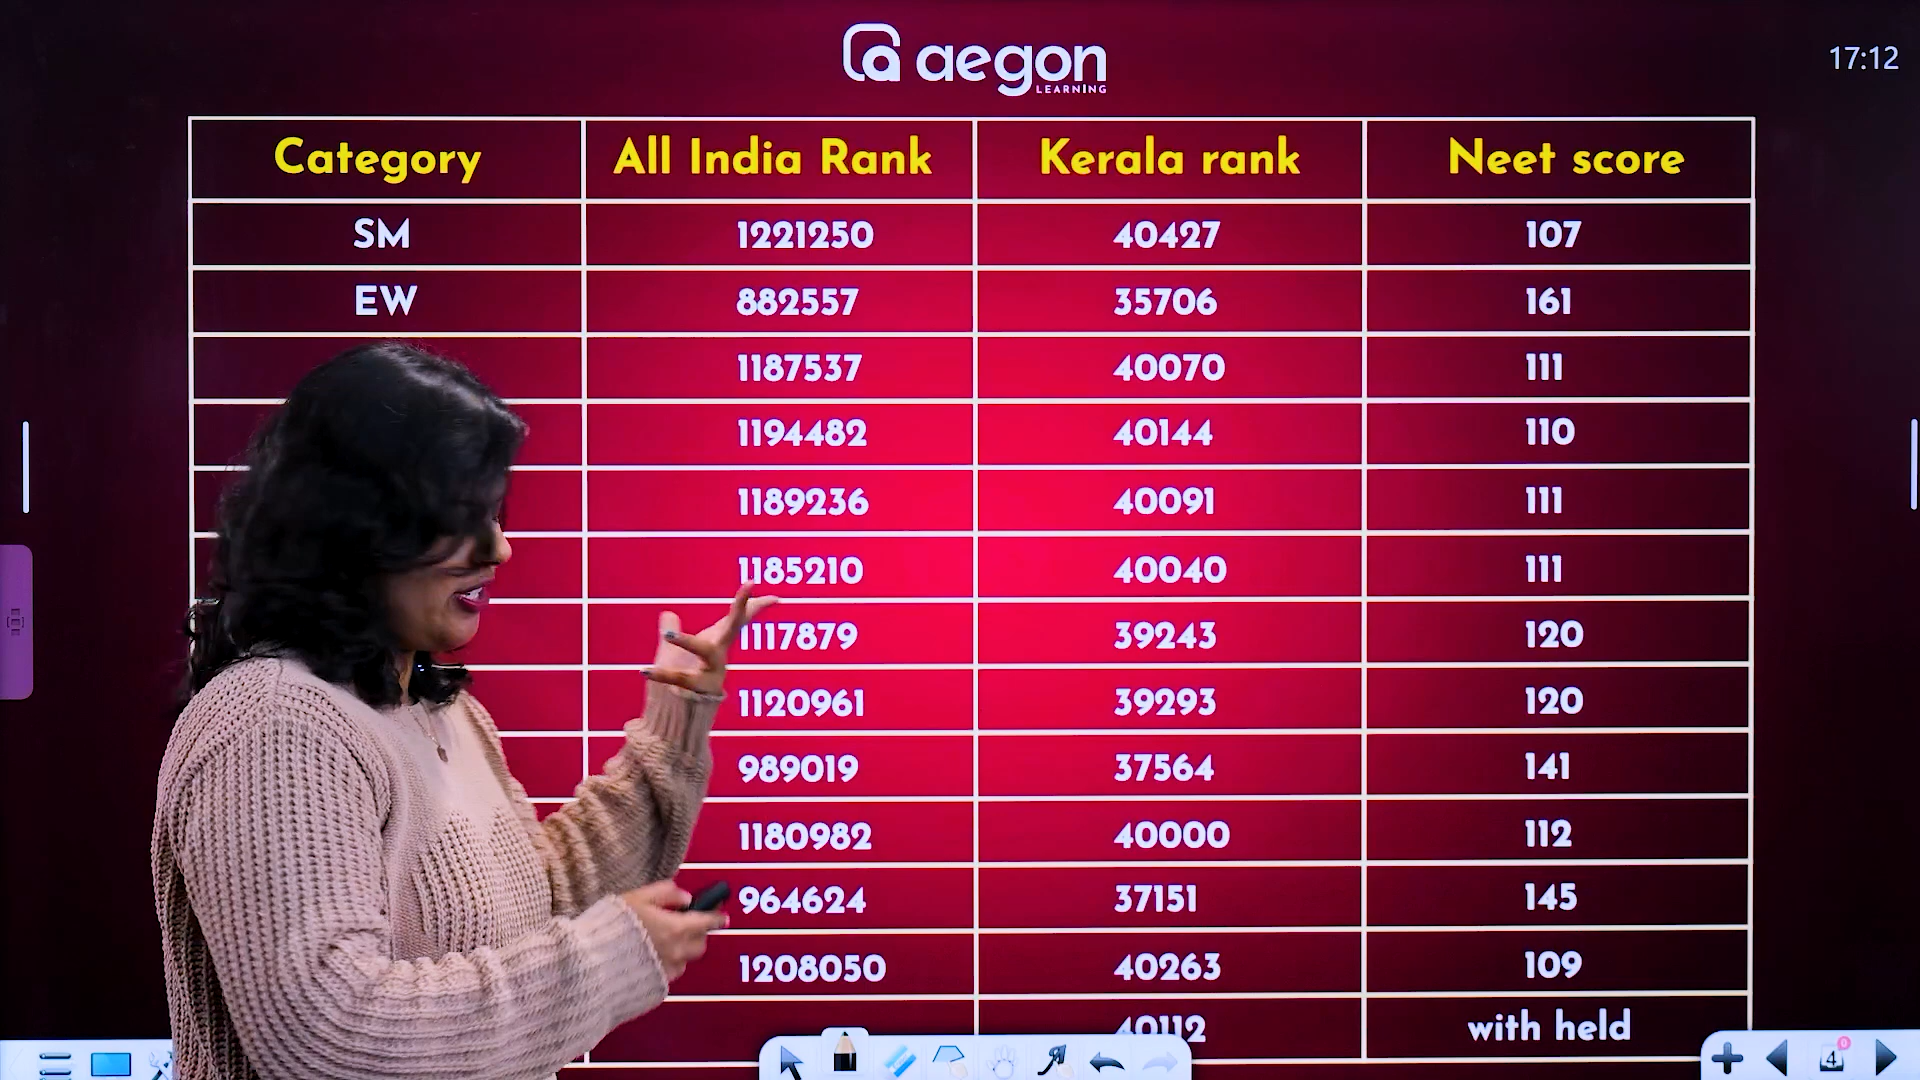 aegon
LEARNING
17:12
Category All India Rank Kerala rank Neet score
SM 1221250 40427 107
EW 882557 35706 161
1187537 40070 111
1194482 40144 110
1189236 40091 111
1185210 40040 111
1117879 39243 120
1120961 39293 120
989019 37564 141
1180982 40000 112
964624 37151 145
1208050 40263 109
40112 with held
4
0